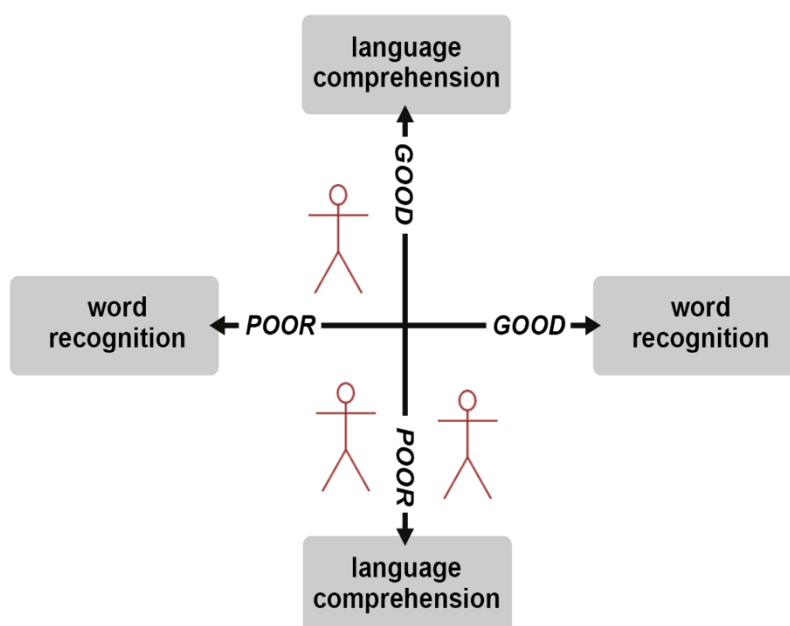 language
comprehension
GOOD
word
recognition
POOR
GOOD
word
recognition
POOR
language
comprehension